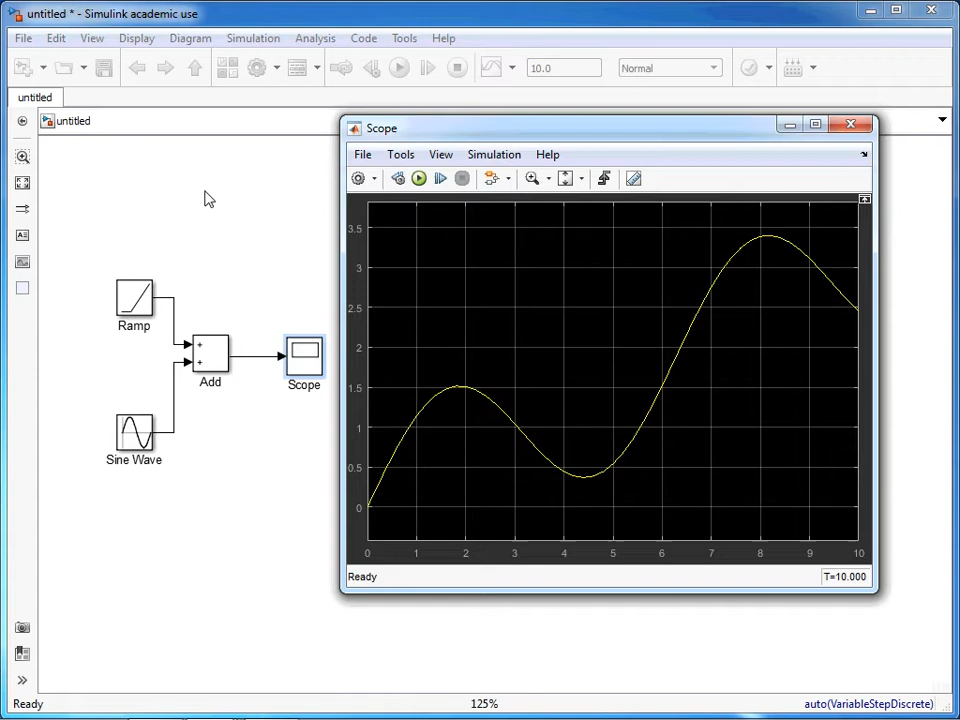 untitled * - Simulink academic use
File Edit View Display Diagram Simulation Analysis Code Tools Help
10.0 Normal
untitled
untitled
Scope
File Tools View Simulation Help
3.5
3
2.5
2
1.5
1
0.5
0
0 1 2 3 4 5 6 7 8 9 10
Ready T=10.000
Ramp
+
+
Add
Scope
Sine Wave
Ready 125% auto(VariableStepDiscrete)